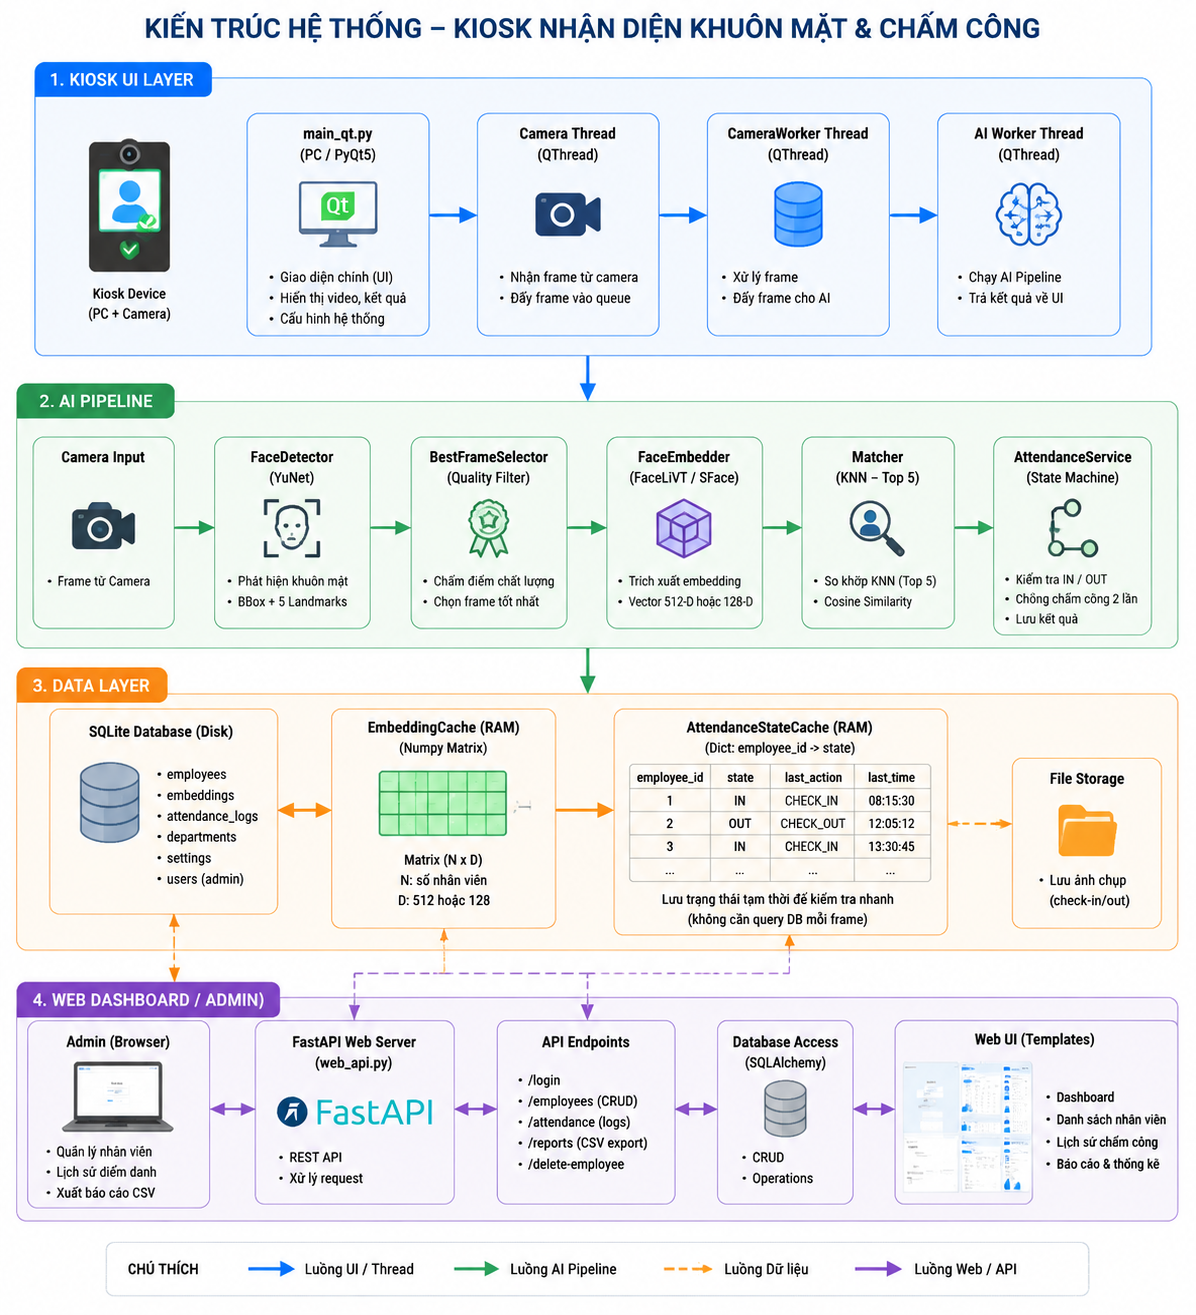 KIẾN TRÚC HỆ THỐNG – KIOSK NHẬN DIỆN KHUÔN MẶT & CHẤM CÔNG
1. KIOSK UI LAYER
Kiosk Device
(PC + Camera)
main_qt.py
(PC / PyQt5)
Qt
• Giao diện chính (UI)
• Hiển thị video, kết quả
• Cấu hình hệ thống
Camera Thread
(QThread)
• Nhận frame từ camera
• Đẩy frame vào queue
CameraWorker Thread
(QThread)
• Xử lý frame
• Đẩy frame cho AI
AI Worker Thread
(QThread)
• Chạy AI Pipeline
• Trả kết quả về UI
2. AI PIPELINE
Camera Input
• Frame từ Camera
FaceDetector
(YuNet)
• Phát hiện khuôn mặt
• BBox + 5 Landmarks
BestFrameSelector
(Quality Filter)
• Chấm điểm chất lượng
• Chọn frame tốt nhất
FaceEmbedder
(FaceLiVT / SFace)
• Trích xuất embedding
• Vector 512-D hoặc 128-D
Matcher
(KNN – Top 5)
• So khớp KNN (Top 5)
• Cosine Similarity
AttendanceService
(State Machine)
• Kiểm tra IN / OUT
• Chống chấm công 2 lần
• Lưu kết quả
3. DATA LAYER
SQLite Database (Disk)
• employees
• embeddings
• attendance_logs
• departments
• settings
• users (admin)
EmbeddingCache (RAM)
(Numpy Matrix)
Matrix (N x D)
N: số nhân viên
D: 512 hoặc 128
AttendanceStateCache (RAM)
(Dict: employee_id -> state)
employee_id state last_action last_time
1 IN CHECK_IN 08:15:30
2 OUT CHECK_OUT 12:05:12
3 IN CHECK_IN 13:30:45
... ... ... ...
Lưu trạng thái tạm thời để kiểm tra nhanh
(không cần query DB mỗi frame)
File Storage
• Lưu ảnh chụp
(check-in/out)
4. WEB DASHBOARD / ADMIN)
Admin (Browser)
• Quản lý nhân viên
• Lịch sử diểm danh
• Xuất báo cáo CSV
FastAPI Web Server
(web_api.py)
FastAPI
• REST API
• Xử lý request
API Endpoints
• /login
• /employees (CRUD)
• /attendance (logs)
• /reports (CSV export)
• /delete-employee
Database Access
(SQLAlchemy)
• CRUD
• Operations
Web UI (Templates)
• Dashboard
• Danh sách nhân viên
• Lịch sử chấm công
• Báo cáo & thống kê
CHÚ THÍCH
Luồng UI / Thread
Luồng AI Pipeline
Luồng Dữ liệu
Luồng Web / API